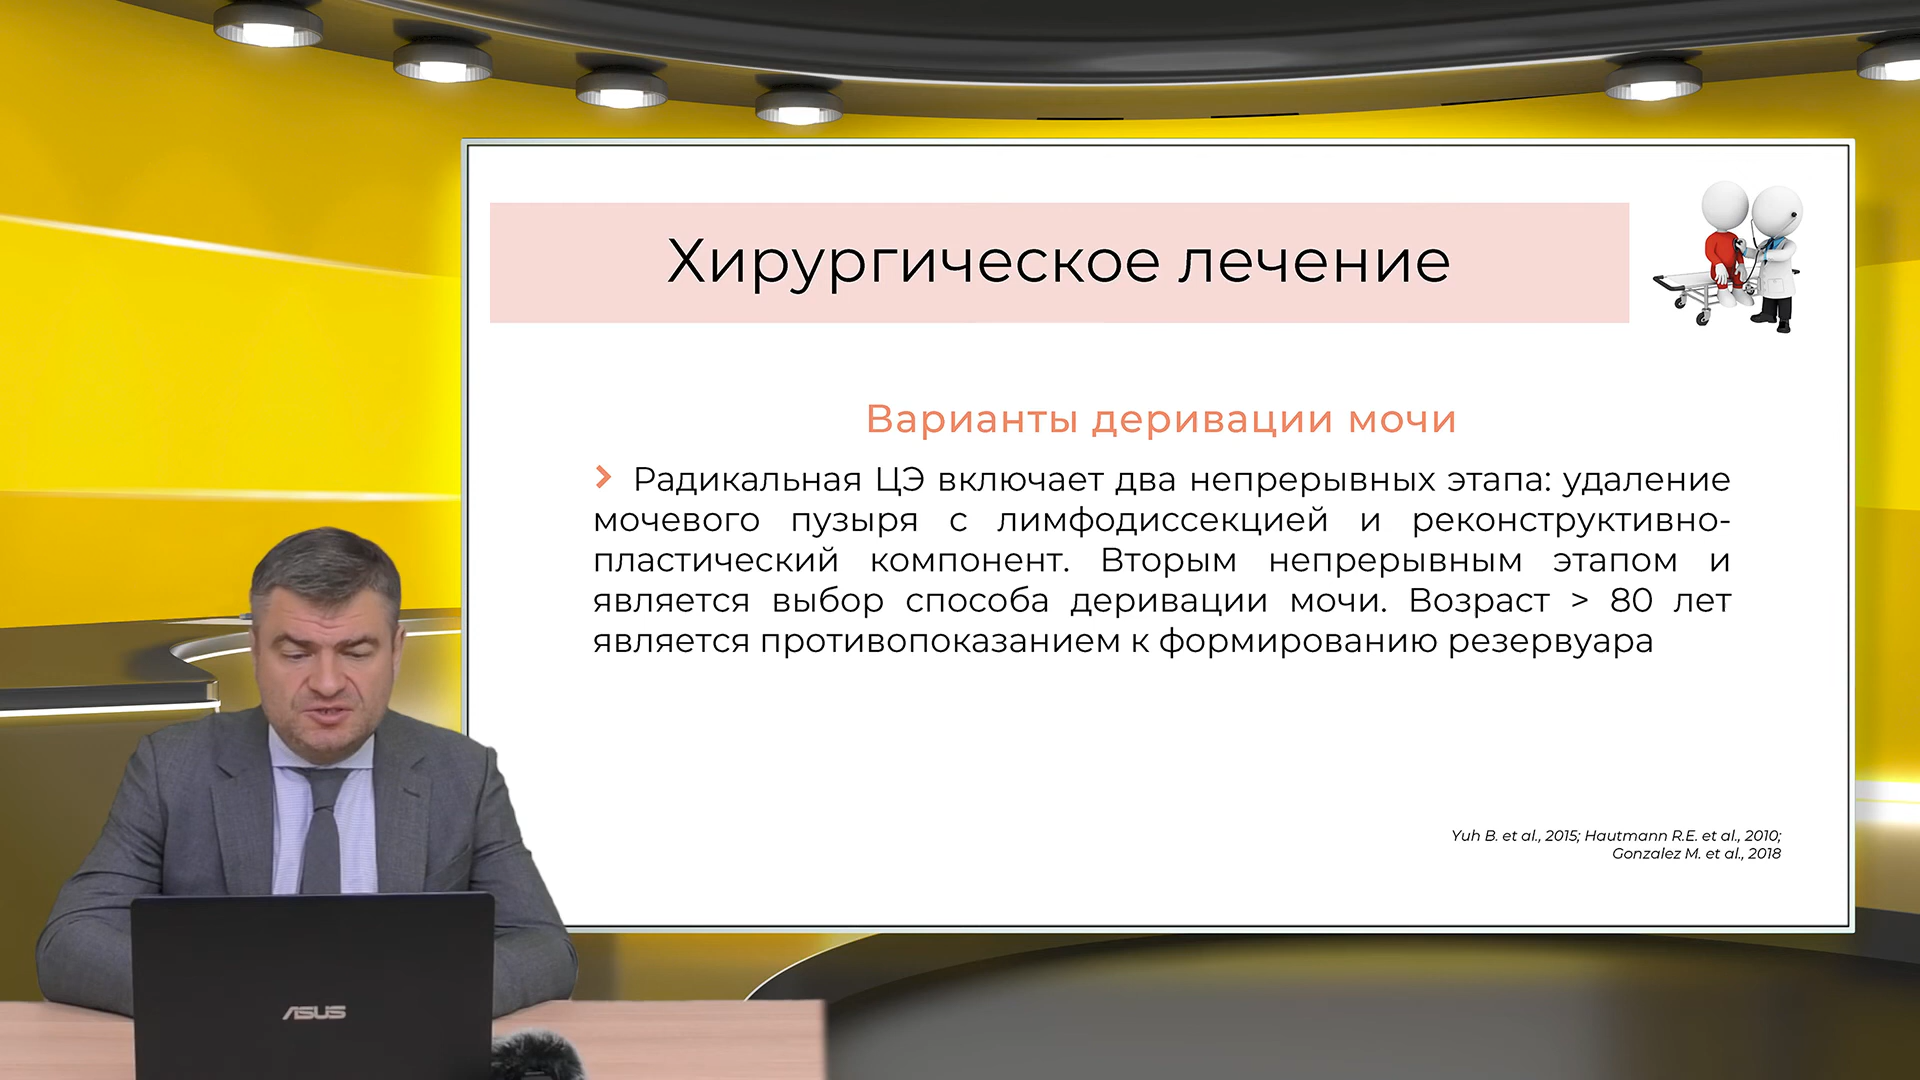 Хирургическое лечение
Варианты деривации мочи
Радикальная ЦЭ включает два непрерывных этапа: удаление
мочевого пузыря с лимфодиссекцией и реконструктивно-
пластический компонент. Вторым непрерывным этапом и
является выбор способа деривации мочи. Возраст > 80 лет
является противопоказанием к формированию резервуара
Yuh B. et al., 2015; Hautmann R.E. et al., 2010;
Gonzalez M. et al., 2018
ASUS